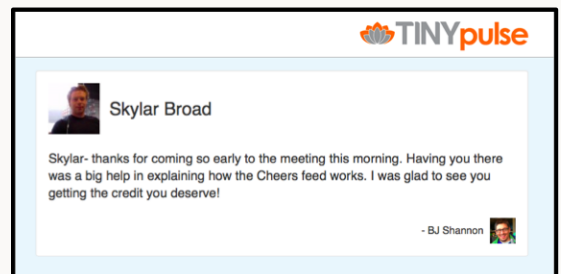 TINYpulse
Skylar Broad
Skylar- thanks for coming so early to the meeting this morning. Having you there
was a big help in explaining how the Cheers feed works. I was glad to see you
getting the credit you deserve!
- BJ Shannon